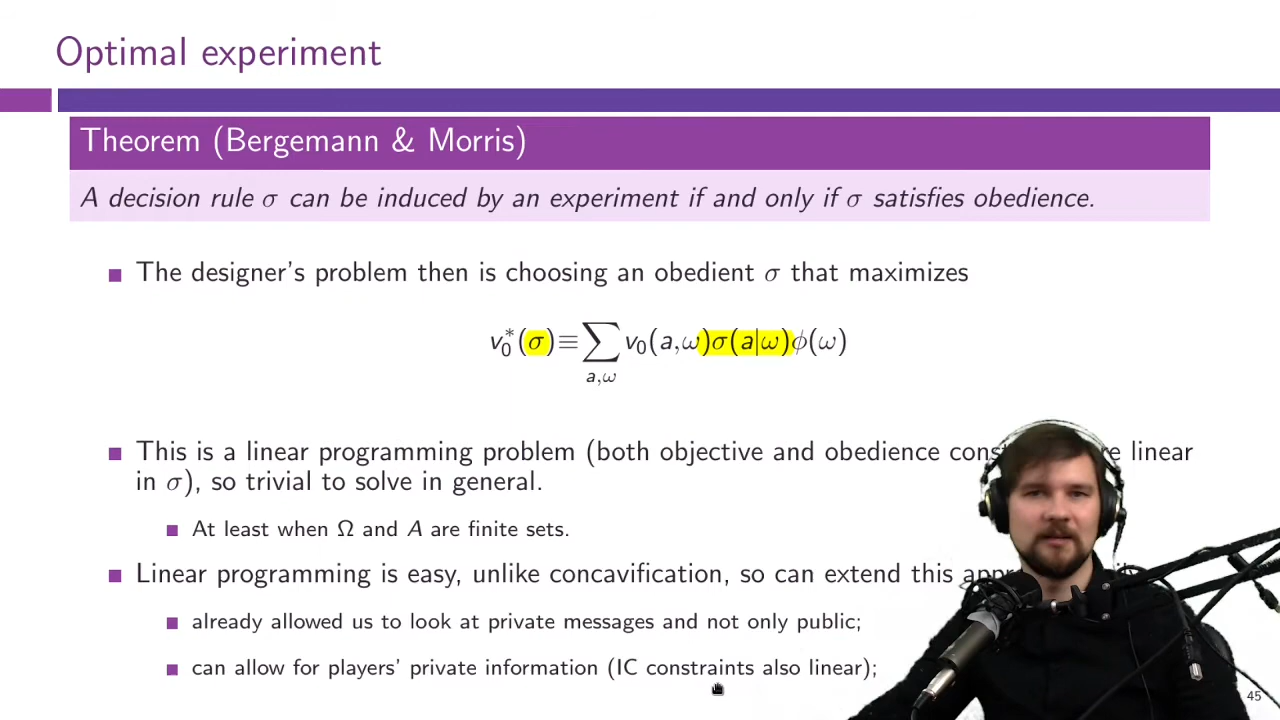 Optimal experiment
Theorem (Bergemann & Morris)
A decision rule σ can be induced by an experiment if and only if σ satisfies obedience.
■ The designer's problem then is choosing an obedient σ that maximizes
v₀*(σ)≡∑ v₀(a,ω)σ(a|ω)ϕ(ω)
a,ω
■ This is a linear programming problem (both objective and obedience linear
in σ), so trivial to solve in general.
■ At least when Ω and A are finite sets.
■ Linear programming is easy, unlike concavification, so can extend this
■ already allowed us to look at private messages and not only public;
■ can allow for players' private information (IC constraints also linear);
45